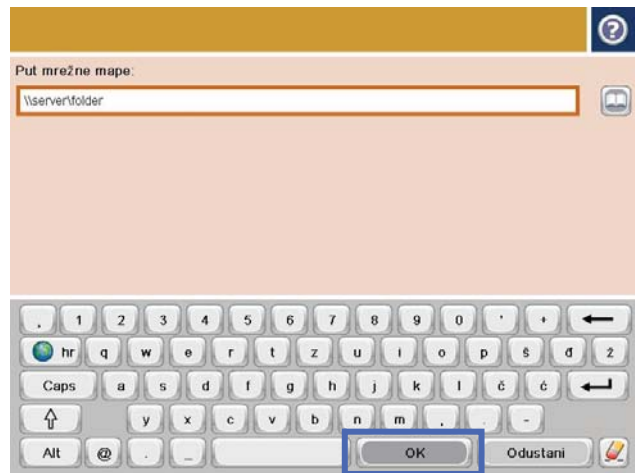 ?
Put mrežne mape:
\\server\folder
. 1 2 3 4 5 6 7 8 9 0 ' +
hr q w e r t z u i o p š đ ž
Caps a s d f g h j k l č ć
y x c v b n m , . -
Alt @ . _ OK Odustani